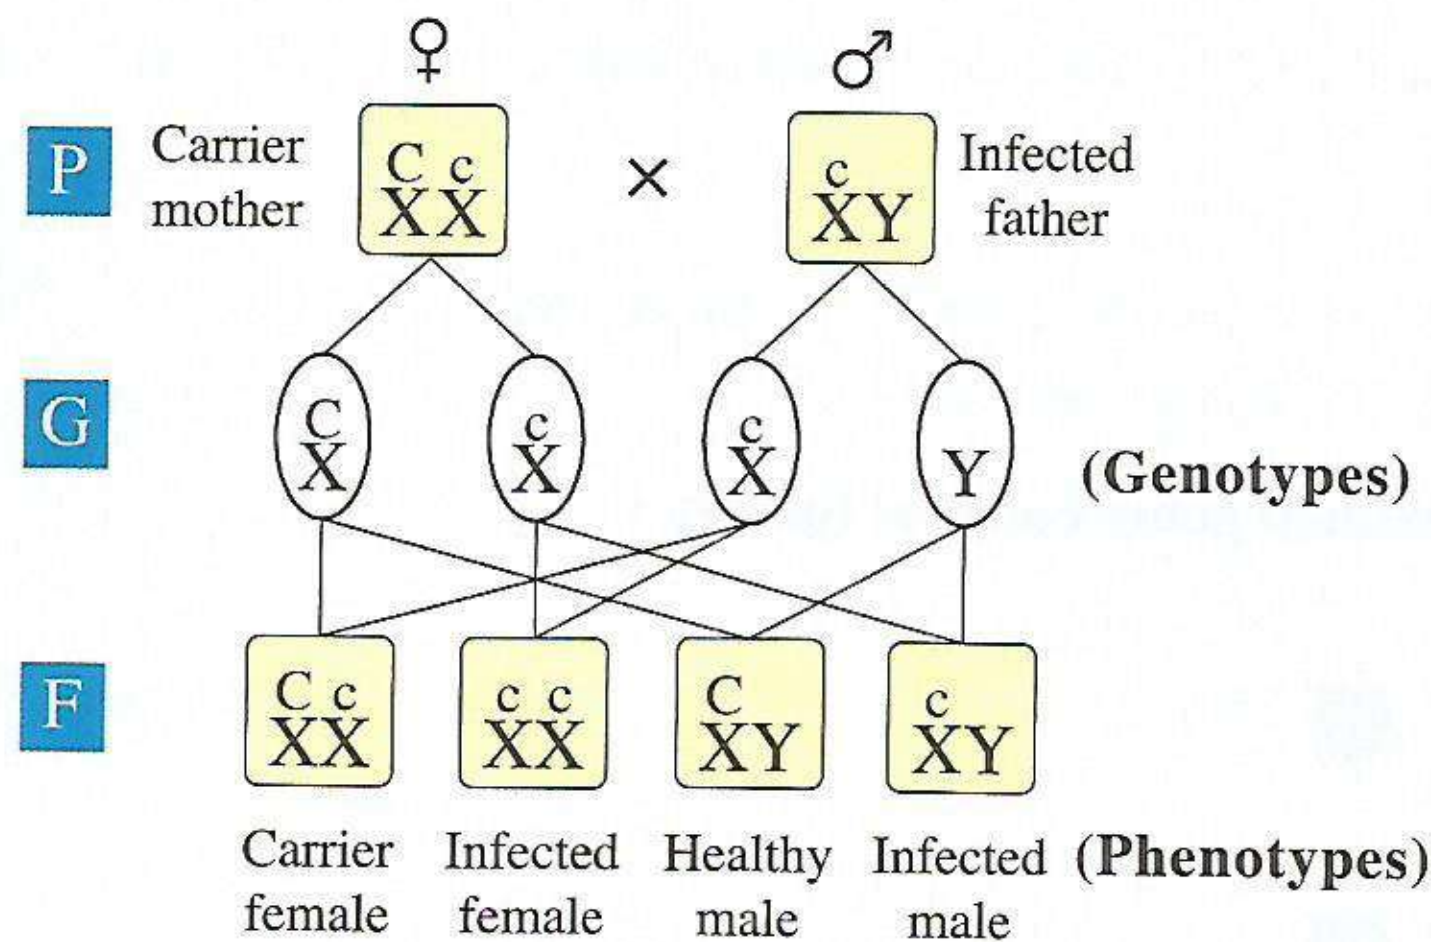 ♀ ♂
P
Carrier
mother
C c
X X
×
c
XY
Infected
father
G
C
X
c
X
c
X
Y
(Genotypes)
F
C c
XX
c c
XX
C
XY
c
XY
Carrier
female
Infected
female
Healthy
male
Infected
male
(Phenotypes)